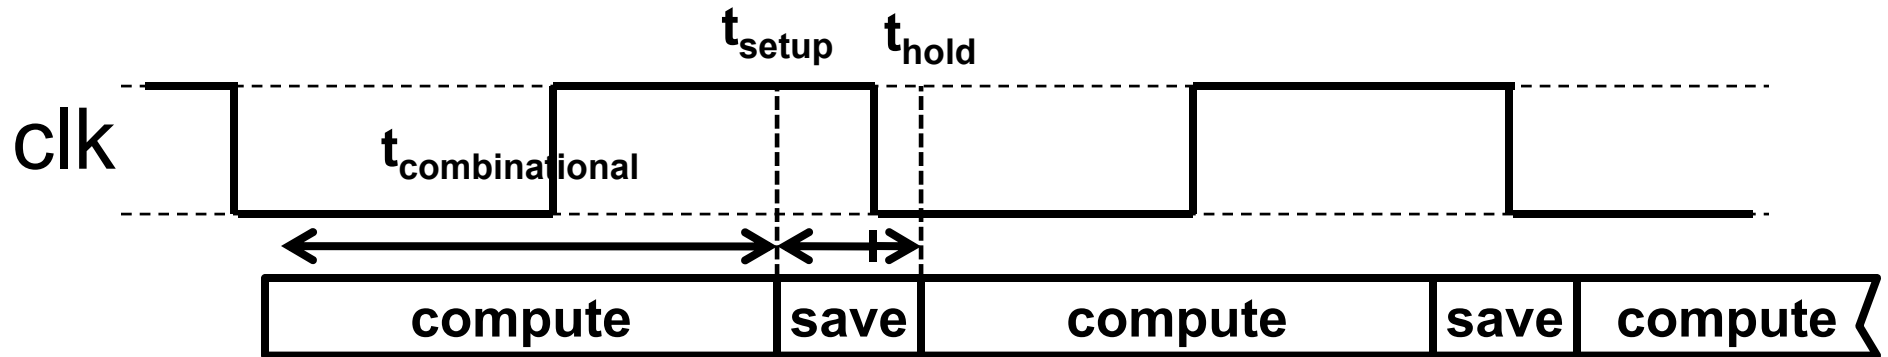 t_setup t_hold
clk
t_combinational
compute save compute save compute